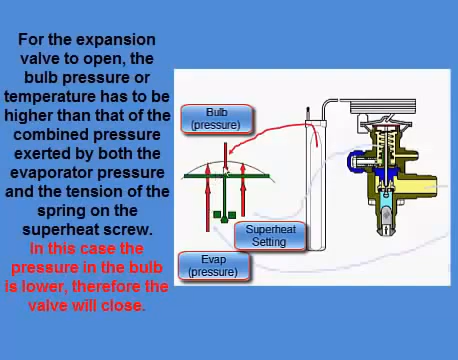 For the expansion
valve to open, the
bulb pressure or
temperature has to be
higher than that of the
combined pressure
exerted by both the
evaporator pressure
and the tension of the
spring on the
superheat screw.
In this case the
pressure in the bulb
is lower, therefore the
valve will close.
Bulb
(pressure)
Superheat
Setting
Evap
(pressure)